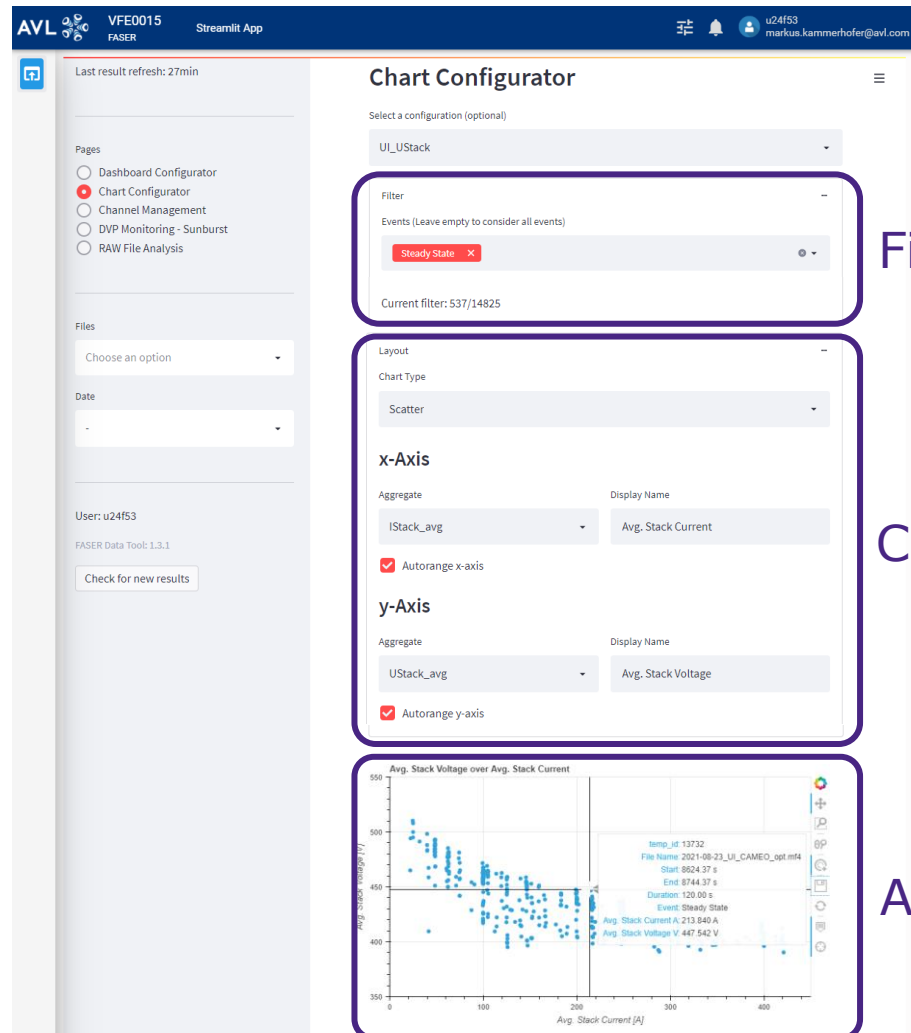 AVL
VFE0015
FASER
Streamlit App
u24f53
markus.kammerhofer@avl.com
Last result refresh: 27min
Pages
Dashboard Configurator
Chart Configurator
Channel Management
DVP Monitoring - Sunburst
RAW File Analysis
Files
Choose an option
Date
-
User: u24f53
FASER Data Tool: 1.3.1
Check for new results
Chart Configurator
Select a configuration (optional)
UI_UStack
Filter
Events (Leave empty to consider all events)
Steady State
Current filter: 537/14825
Fi
Layout
Chart Type
Scatter
x-Axis
Aggregate Display Name
IStack_avg Avg. Stack Current
Autorange x-axis
C
y-Axis
Aggregate Display Name
UStack_avg Avg. Stack Voltage
Autorange y-axis
Avg. Stack Voltage over Avg. Stack Current
550
500
450
400
350
Avg. Stack Voltage [V]
temp_id: 13732
File Name: 2021-08-23_UI_CAMEO_opt.mf4
Start: 8624.37 s
End: 8744.37 s
Duration: 120.00 s
Event: Steady State
Avg. Stack Current A: 213.840 A
Avg. Stack Voltage V: 447.542 V
A
0 100 200 300 400
Avg. Stack Current [A]